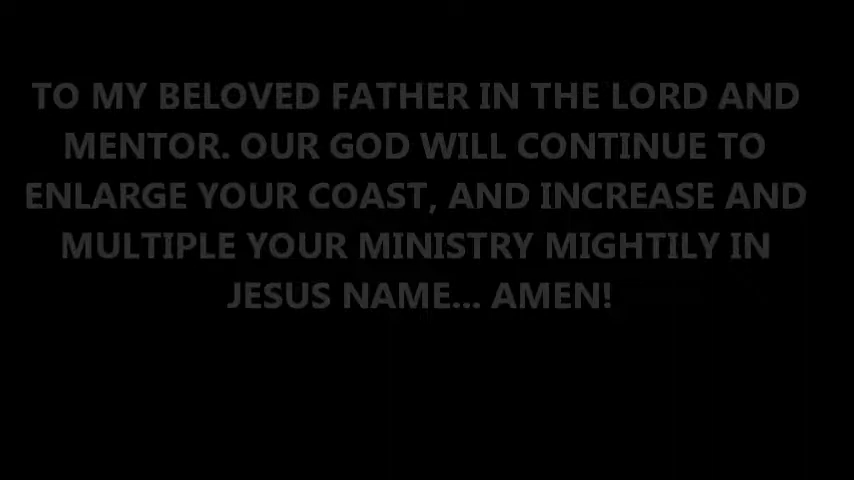 TO MY BELOVED FATHER IN THE LORD AND
MENTOR. OUR GOD WILL CONTINUE TO
ENLARGE YOUR COAST, AND INCREASE AND
MULTIPLE YOUR MINISTRY MIGHTILY IN
JESUS NAME... AMEN!